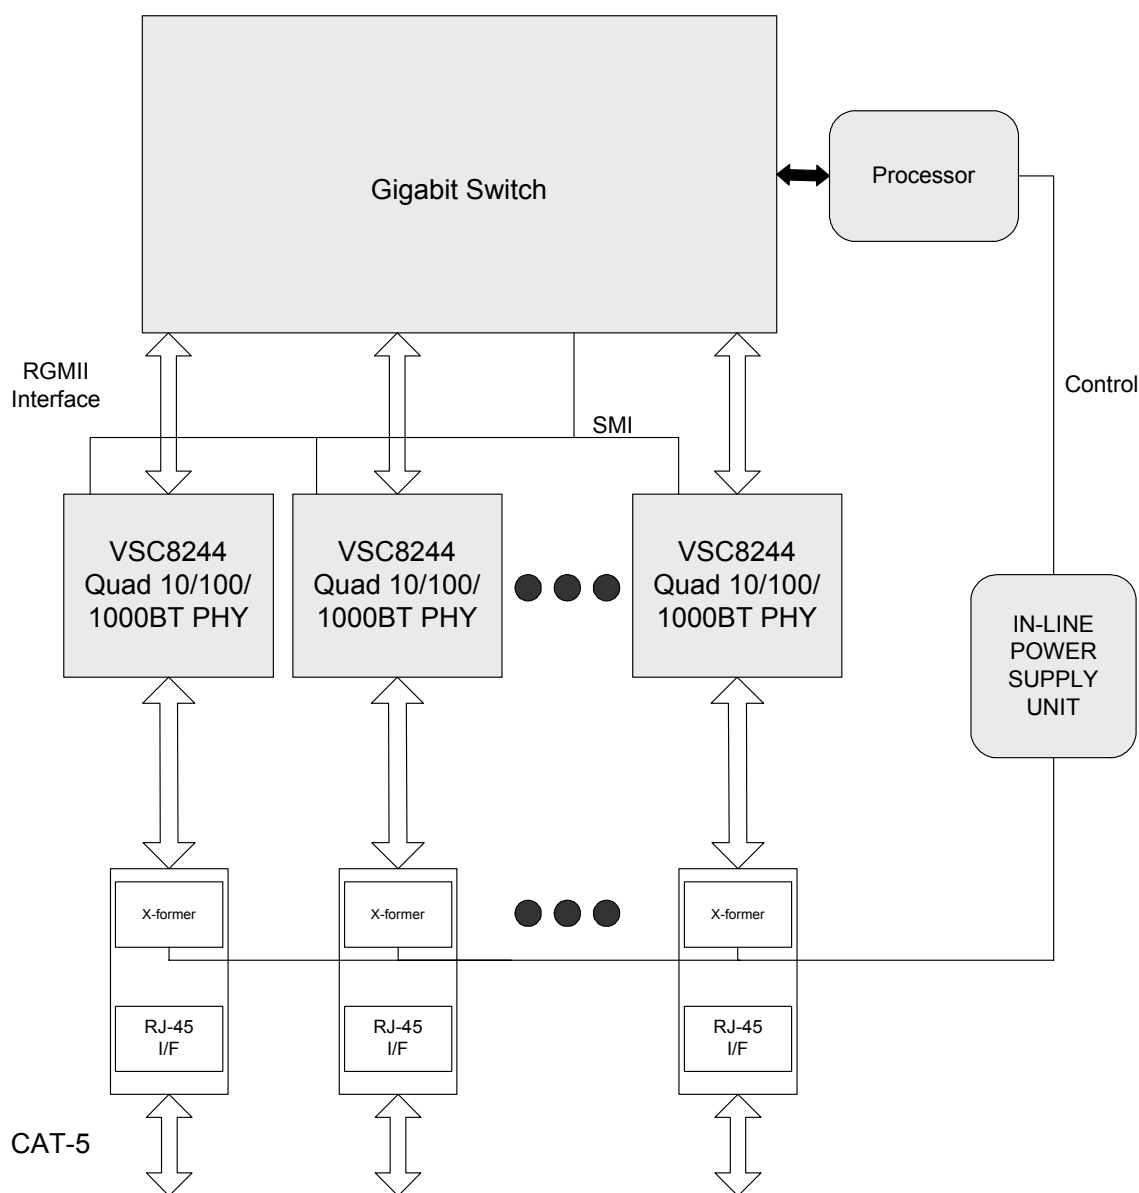 Gigabit Switch
Processor
RGMII
Interface
SMI
Control
VSC8244
Quad 10/100/
1000BT PHY
VSC8244
Quad 10/100/
1000BT PHY
VSC8244
Quad 10/100/
1000BT PHY
IN-LINE
POWER
SUPPLY
UNIT
X-former
X-former
X-former
RJ-45
I/F
RJ-45
I/F
RJ-45
I/F
CAT-5